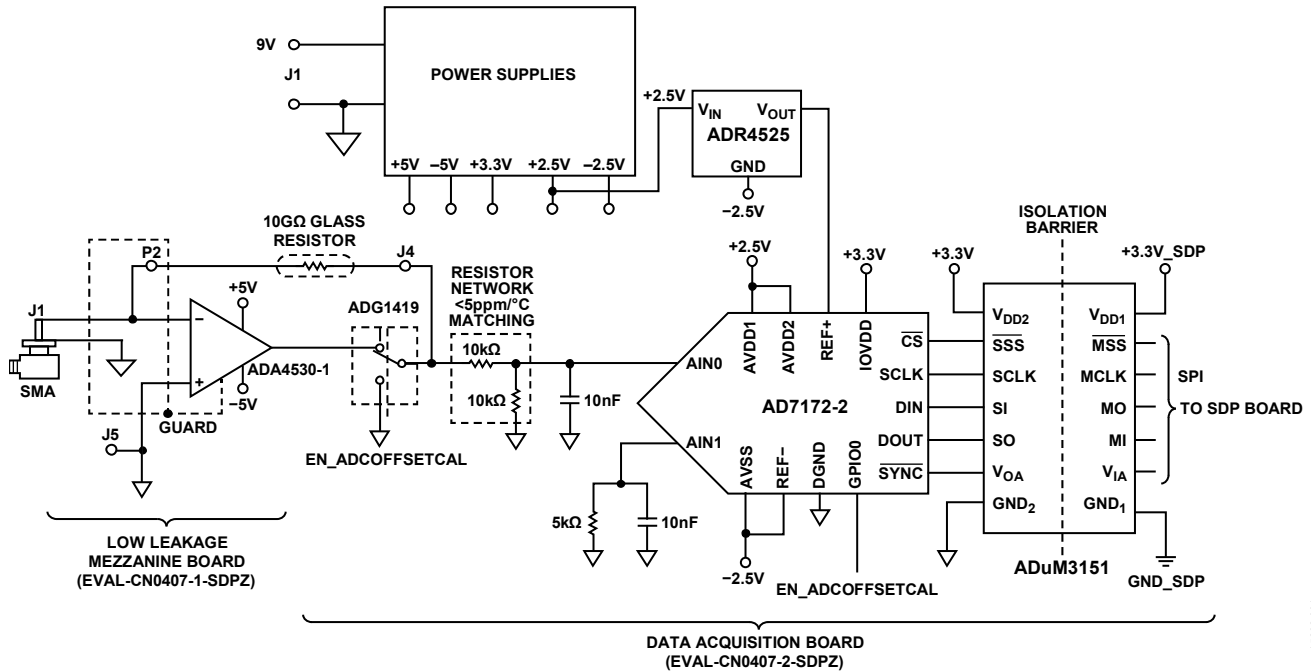 9V
J1
POWER SUPPLIES
+5V
–5V
+3.3V
+2.5V
–2.5V
+2.5V
VIN
VOUT
ADR4525
GND
–2.5V
10GΩ GLASS
RESISTOR
P2
J4
J1
SMA
+5V
–
+
ADA4530-1
–5V
GUARD
J5
ADG1419
EN_ADCOFFSETCAL
RESISTOR
NETWORK
<5ppm/°C
MATCHING
10kΩ
10kΩ
10nF
AIN0
AIN1
5kΩ
10nF
+2.5V
+3.3V
AVDD1
AVDD2
REF+
IOVDD
AD7172-2
AVSS
REF–
DGND
GPIO0
–2.5V
EN_ADCOFFSETCAL
CS
SCLK
DIN
DOUT
SYNC
ISOLATION
BARRIER
+3.3V
+3.3V_SDP
VDD2
VDD1
SSS
MSS
SCLK
MCLK
SI
MO
SO
MI
VOA
VIA
GND2
GND1
ADuM3151
SPI
TO SDP BOARD
GND_SDP
LOW LEAKAGE
MEZZANINE BOARD
(EVAL-CN0407-1-SDPZ)
DATA ACQUISITION BOARD
(EVAL-CN0407-2-SDPZ)